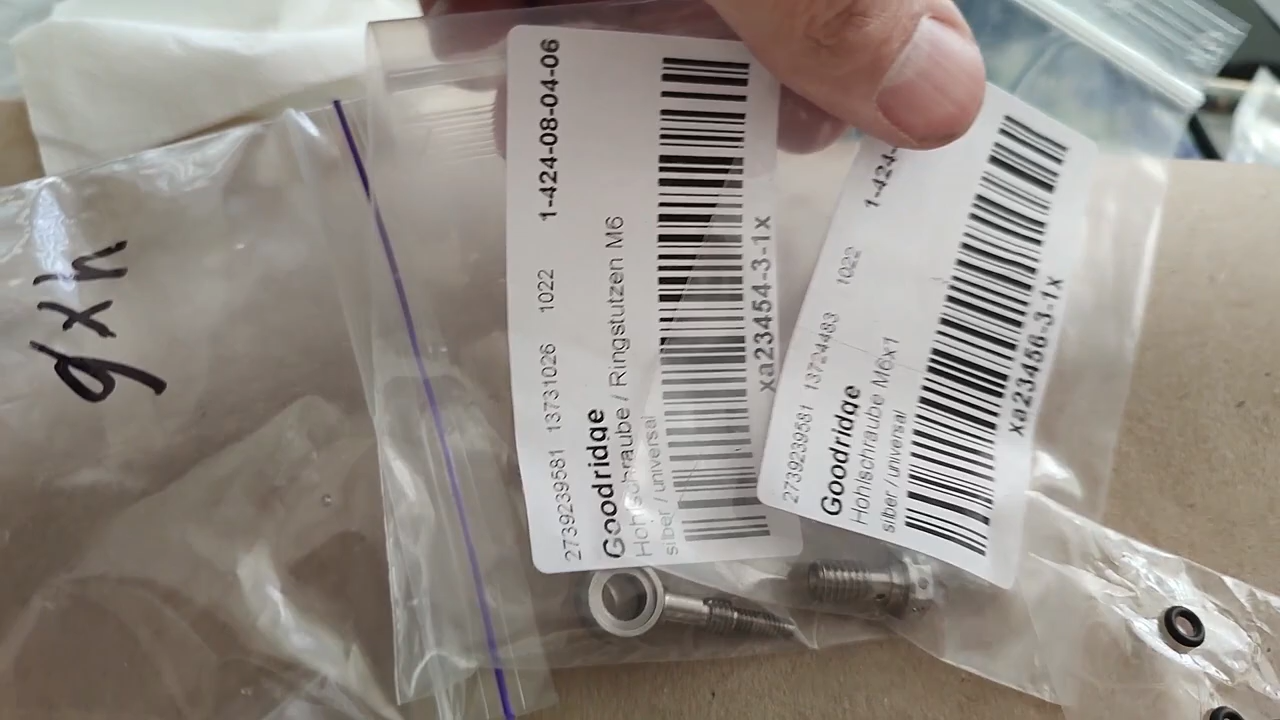 gxh
1-424-08-04-06
2739239581 13731026 1022
Goodridge
Hohlschraube / Ringstutzen M6
silber / universal
xa23454-3-1x
1-424-
2739239581 13724483 1022
Goodridge
Hohlschraube M6x1
silber / universal
xa23456-3-1x